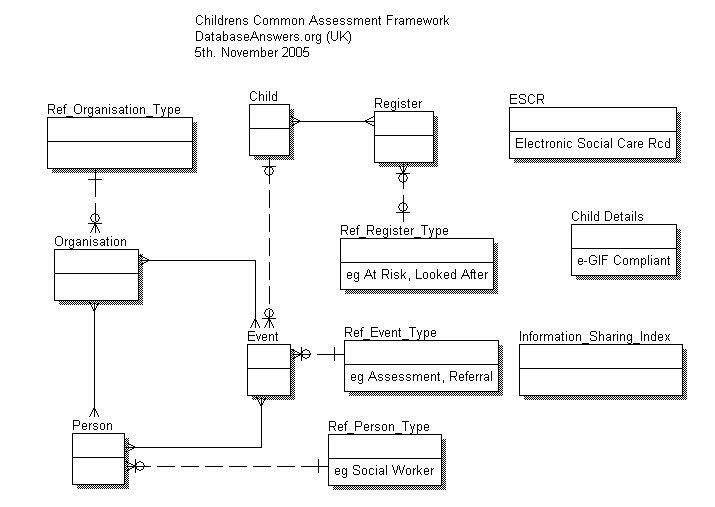 Childrens Common Assessment Framework
DatabaseAnswers.org (UK)
5th. November 2005
Child
Register
ESCR
Ref_Organisation_Type
Electronic Social Care Rcd
Child Details
Ref_Register_Type
Organisation
e-GIF Compliant
eg At Risk, Looked After
Event
Ref_Event_Type
Information_Sharing_Index
eg Assessment, Referral
Person
Ref_Person_Type
eg Social Worker